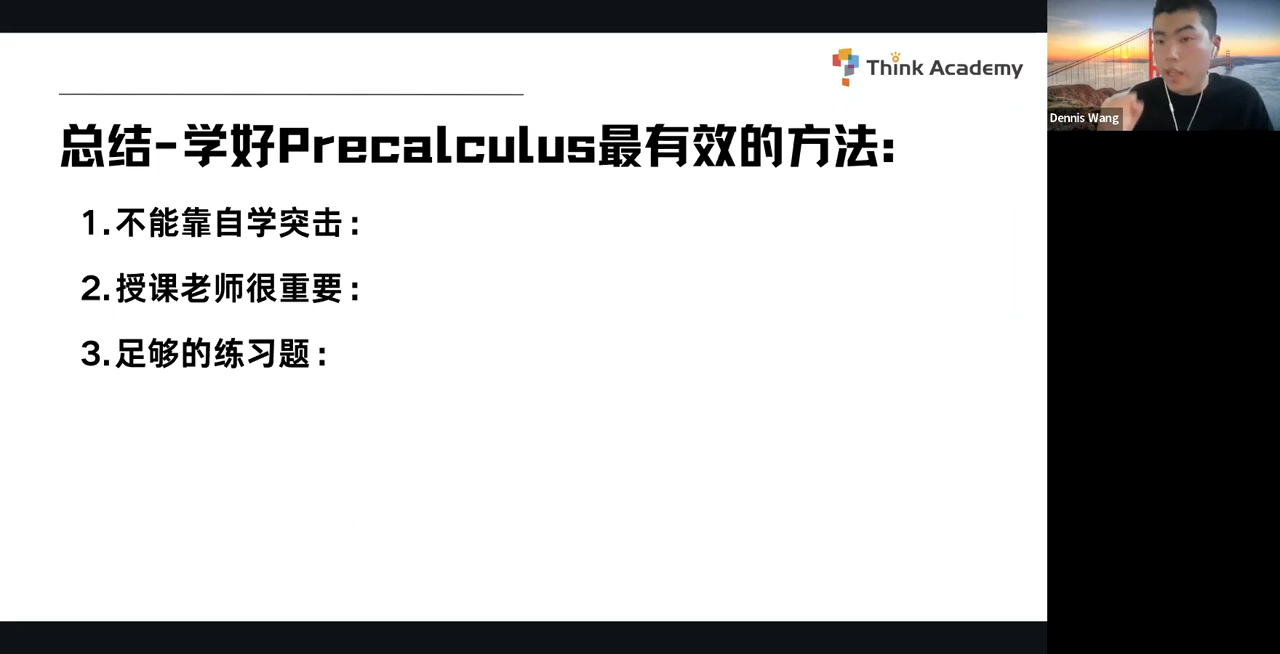 Think Academy
Dennis Wang
总结-学好Precalculus最有效的方法:
1.不能靠自学突击:
2.授课老师很重要:
3.足够的练习题: